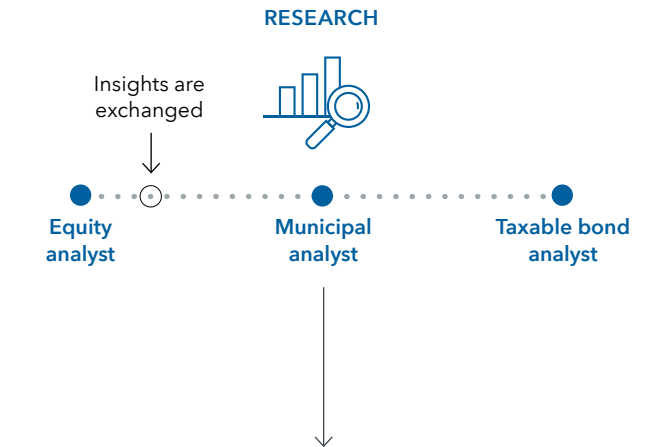 RESEARCH
Insights are
exchanged
Equity
analyst
Municipal
analyst
Taxable bond
analyst